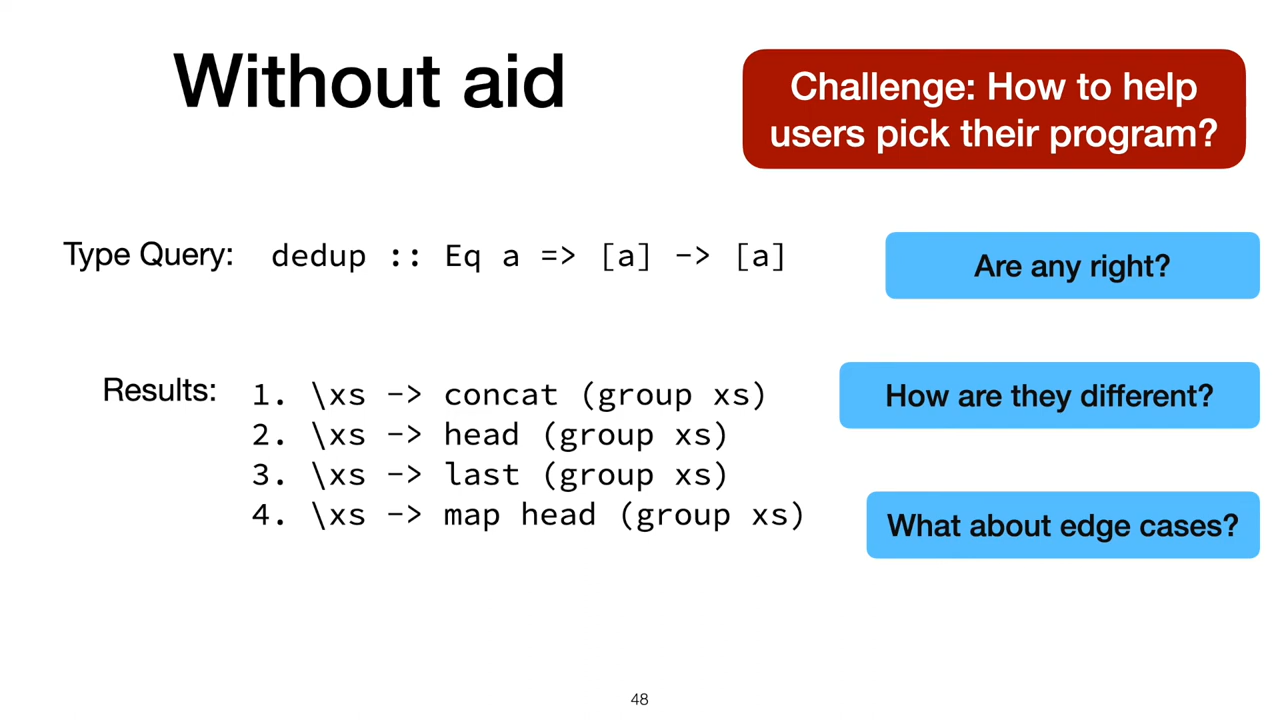 Without aid
Challenge: How to help
users pick their program?
Type Query: dedup :: Eq a => [a] -> [a]
Are any right?
Results: 1. \xs -> concat (group xs)
2. \xs -> head (group xs)
3. \xs -> last (group xs)
4. \xs -> map head (group xs)
How are they different?
What about edge cases?
48